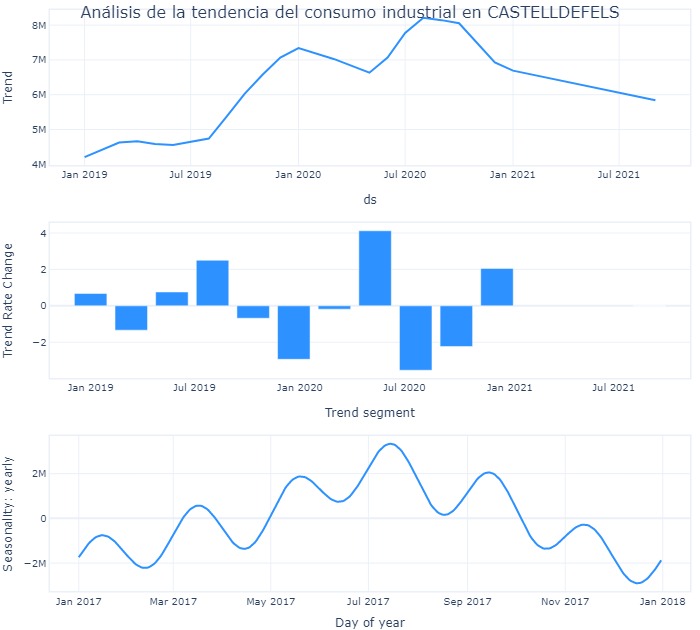 Análisis de la tendencia del consumo industrial en CASTELLDEFELS
8M
7M
6M
5M
4M
Trend
Jan 2019 Jul 2019 Jan 2020 Jul 2020 Jan 2021 Jul 2021
ds
4
2
0
−2
Trend Rate Change
Jan 2019 Jul 2019 Jan 2020 Jul 2020 Jan 2021 Jul 2021
Trend segment
2M
0
−2M
Seasonality: yearly
Jan 2017 Mar 2017 May 2017 Jul 2017 Sep 2017 Nov 2017 Jan 2018
Day of year